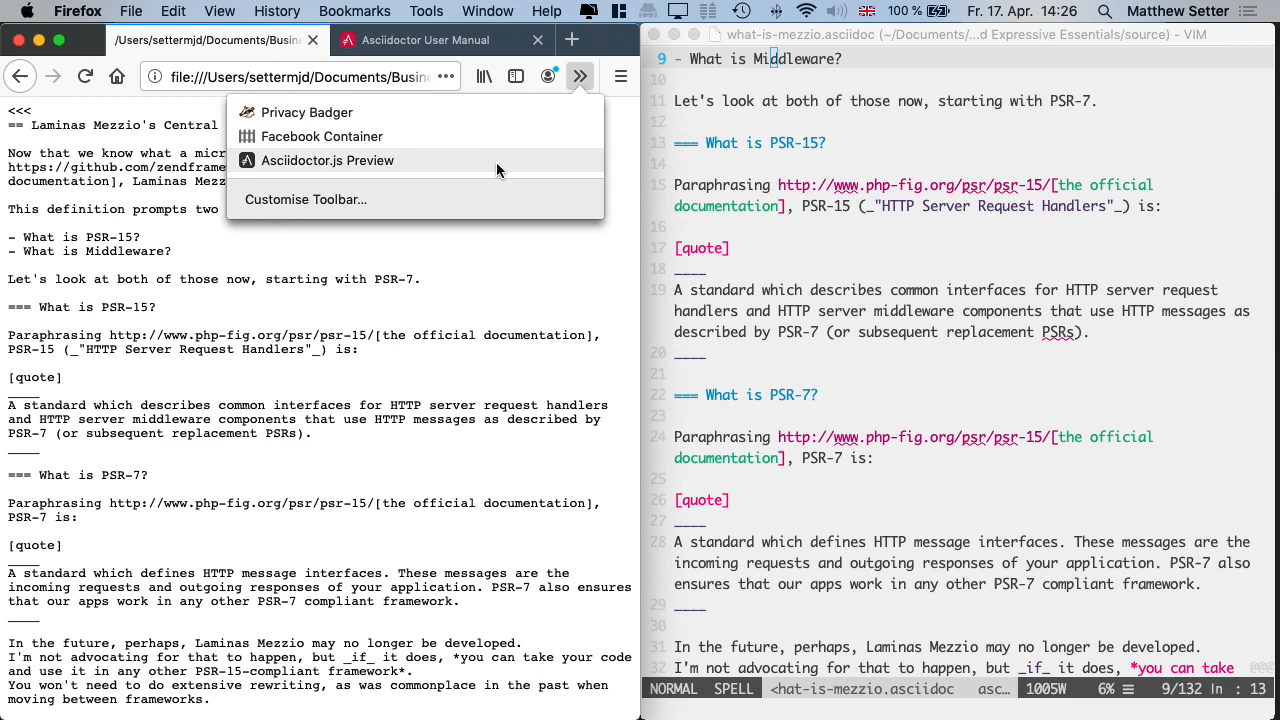 Firefox File Edit View History Bookmarks Tools Window Help 100 % Fr. 17. Apr. 14:26 Matthew Setter
/Users/settermjd/Documents/Busine
Asciidoctor User Manual
file:///Users/settermjd/Documents/Busin
Privacy Badger
Facebook Container
Asciidoctor.js Preview
Customise Toolbar...
<<<
== Laminas Mezzio's Central
Now that we know what a micr
https://github.com/zendframe
documentation], Laminas Mezz
This definition prompts two
- What is PSR-15?
- What is Middleware?
Let's look at both of those now, starting with PSR-7.
=== What is PSR-15?
Paraphrasing http://www.php-fig.org/psr/psr-15/[the official documentation],
PSR-15 (_"HTTP Server Request Handlers"_) is:
[quote]
____
A standard which describes common interfaces for HTTP server request handlers
and HTTP server middleware components that use HTTP messages as described by
PSR-7 (or subsequent replacement PSRs).
____
=== What is PSR-7?
Paraphrasing http://www.php-fig.org/psr/psr-15/[the official documentation],
PSR-7 is:
[quote]
____
A standard which defines HTTP message interfaces. These messages are the
incoming requests and outgoing responses of your application. PSR-7 also ensures
that our apps work in any other PSR-7 compliant framework.
____
In the future, perhaps, Laminas Mezzio may no longer be developed.
I'm not advocating for that to happen, but _if_ it does, *you can take your code
and use it in any other PSR-15-compliant framework*.
You won't need to do extensive rewriting, as was commonplace in the past when
moving between frameworks.
what-is-mezzio.asciidoc (~/Documents/...d Expressive Essentials/source) - VIM
9 - What is Middleware?
10
11 Let's look at both of those now, starting with PSR-7.
12
13 === What is PSR-15?
14
15 Paraphrasing http://www.php-fig.org/psr/psr-15/[the official
documentation], PSR-15 (_"HTTP Server Request Handlers"_) is:
16
17 [quote]
18 ____
19 A standard which describes common interfaces for HTTP server request
handlers and HTTP server middleware components that use HTTP messages as
described by PSR-7 (or subsequent replacement PSRs).
20 ____
21
22 === What is PSR-7?
23
24 Paraphrasing http://www.php-fig.org/psr/psr-15/[the official
documentation], PSR-7 is:
25
26 [quote]
27 ____
28 A standard which defines HTTP message interfaces. These messages are the
incoming requests and outgoing responses of your application. PSR-7 also
ensures that our apps work in any other PSR-7 compliant framework.
29 ____
30
31 In the future, perhaps, Laminas Mezzio may no longer be developed.
32 I'm not advocating for that to happen, but _if_ it does, *you can take @@@
NORMAL SPELL <hat-is-mezzio.asciidoc asc... 1005W 6% ☰ 9/132 ln : 13